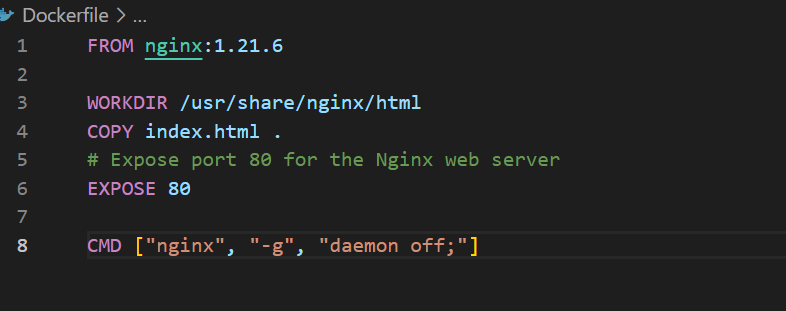 Dockerfile > ...
1 FROM nginx:1.21.6
2
3 WORKDIR /usr/share/nginx/html
4 COPY index.html .
5 # Expose port 80 for the Nginx web server
6 EXPOSE 80
7
8 CMD ["nginx", "-g", "daemon off;"]